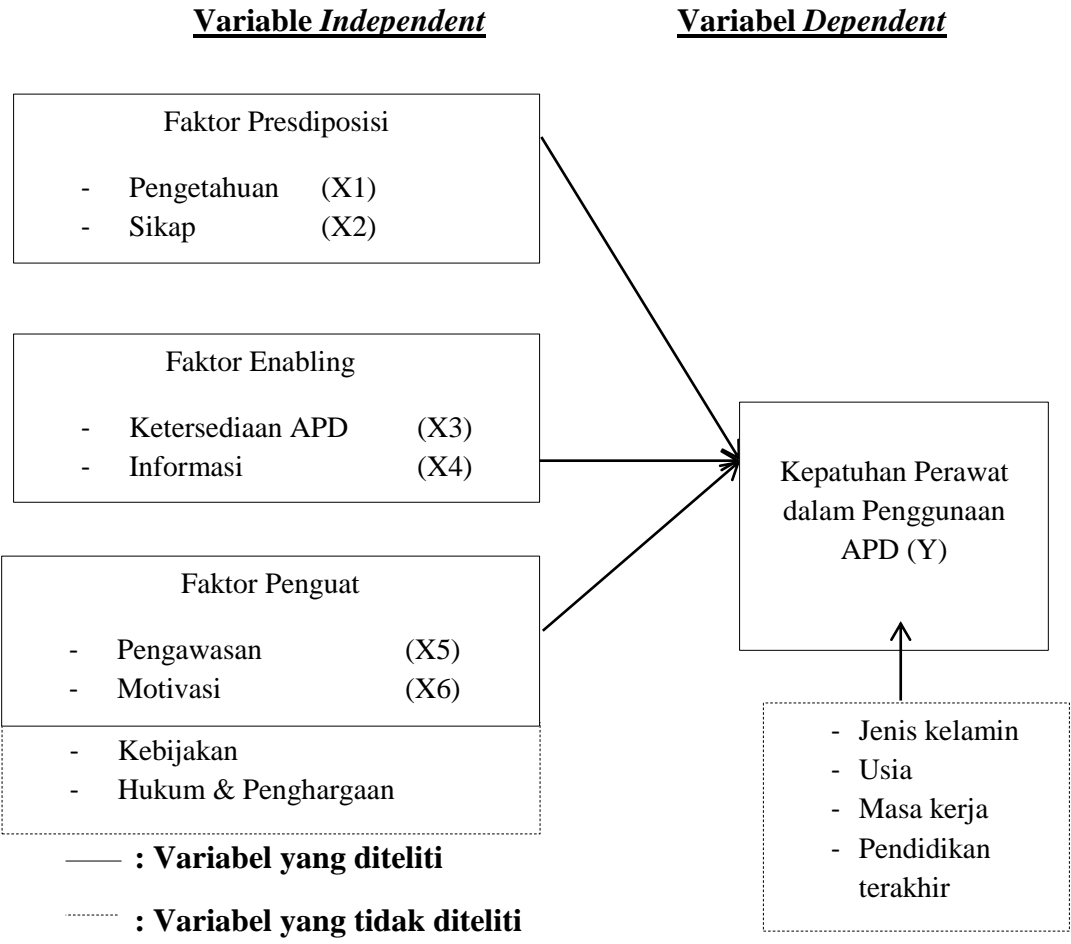 Variable Independent
Variabel Dependent
Faktor Presdiposisi
- Pengetahuan (X1)
- Sikap (X2)
Faktor Enabling
- Ketersediaan APD (X3)
- Informasi (X4)
Faktor Penguat
- Pengawasan (X5)
- Motivasi (X6)
- Kebijakan
- Hukum & Penghargaan
Kepatuhan Perawat
dalam Penggunaan
APD (Y)
- Jenis kelamin
- Usia
- Masa kerja
- Pendidikan
terakhir
: Variabel yang diteliti
: Variabel yang tidak diteliti